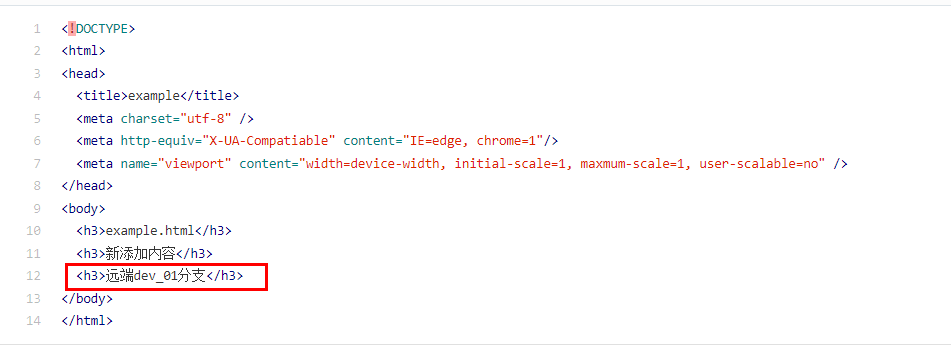 1 <!DOCTYPE>
2 <html>
3 <head>
4 <title>example</title>
5 <meta charset="utf-8" />
6 <meta http-equiv="X-UA-Compatiable" content="IE=edge, chrome=1"/>
7 <meta name="viewport" content="width=device-width, initial-scale=1, maxmum-scale=1, user-scalable=no" />
8 </head>
9 <body>
10 <h3>example.html</h3>
11 <h3>新添加内容</h3>
12 <h3>远端dev_01分支</h3>
13 </body>
14 </html>